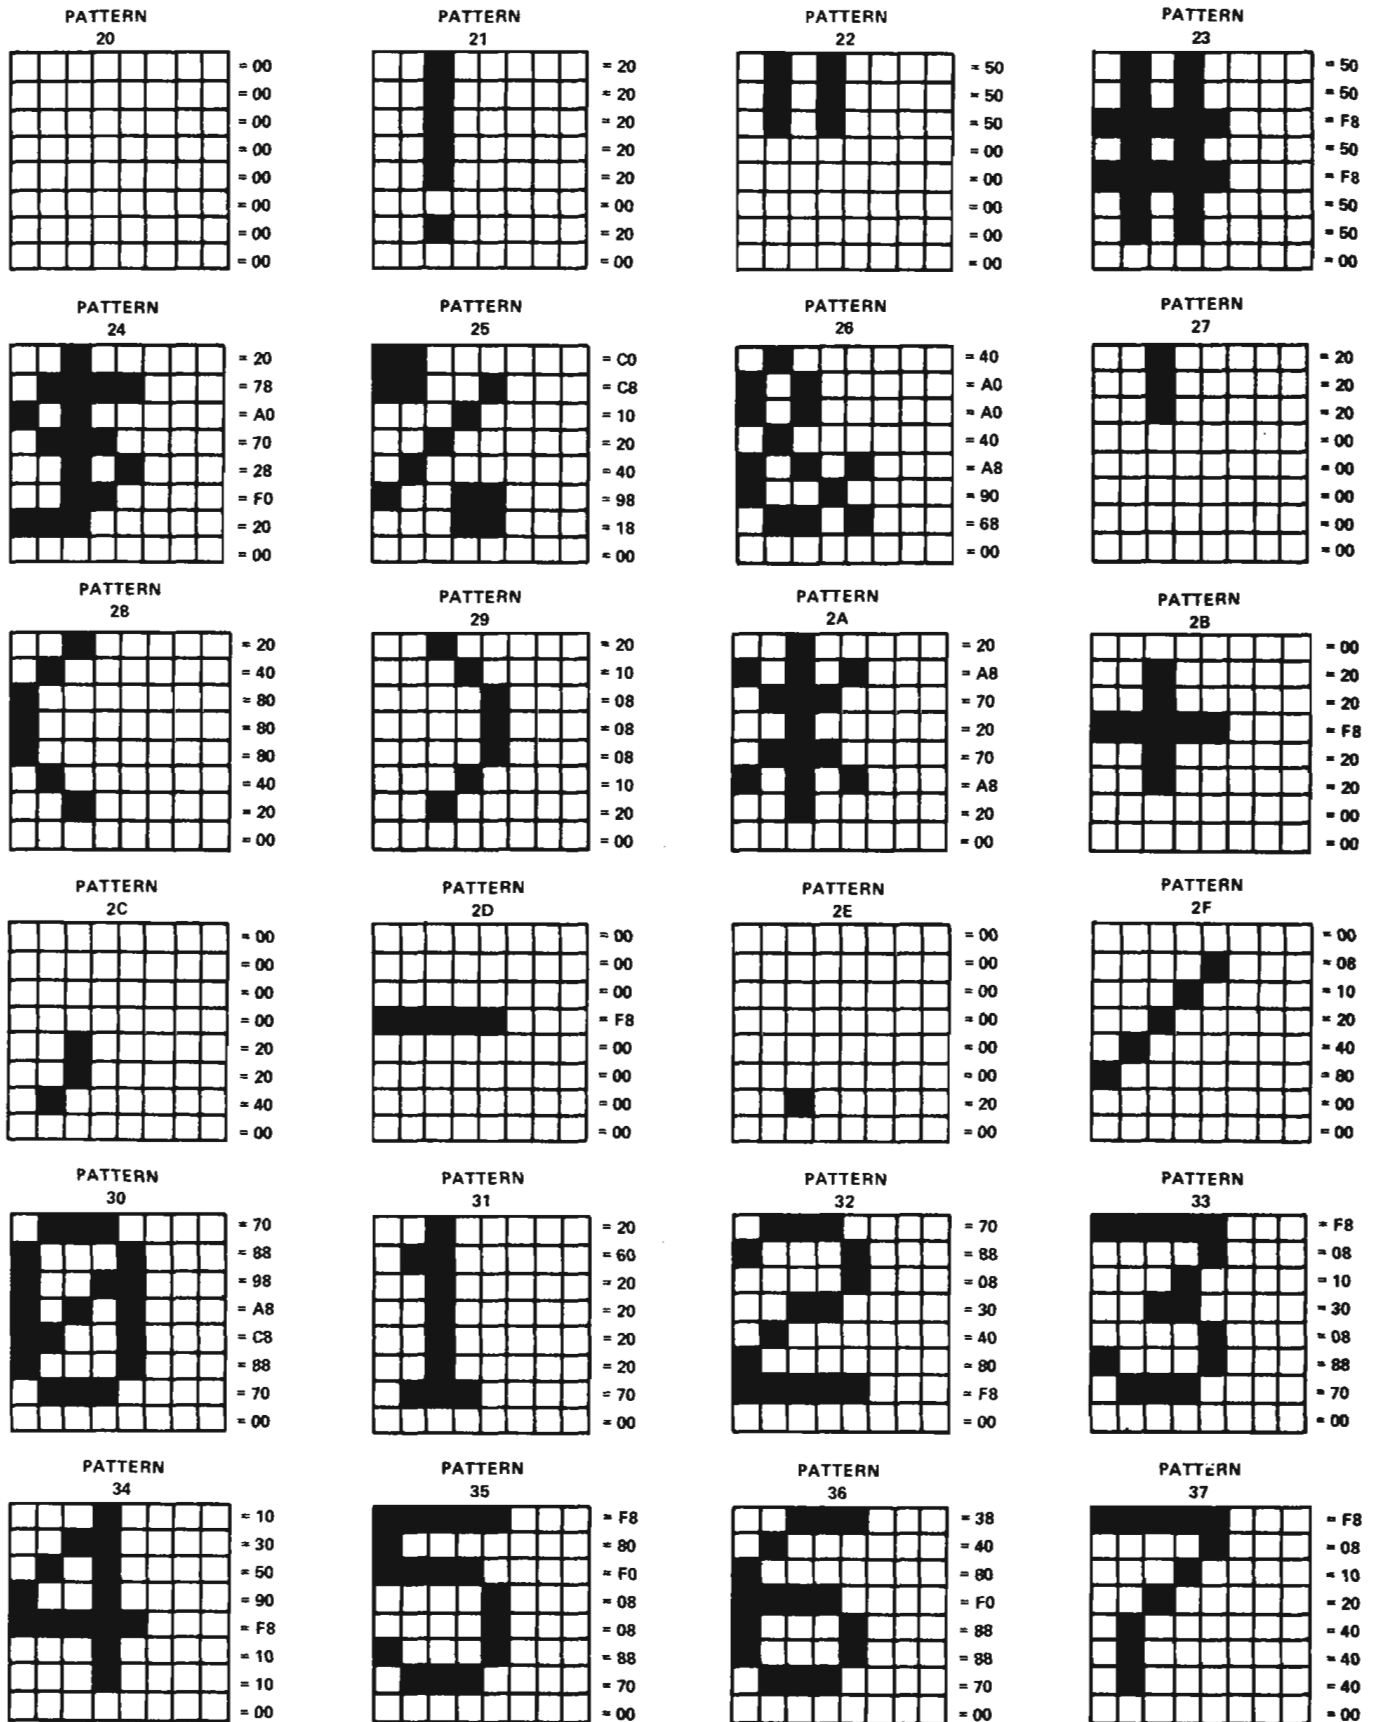 PATTERN PATTERN PATTERN PATTERN
20 21 22 23
= 00 = 20 = 50 = 50
= 00 = 20 = 50 = 50
= 00 = 20 = 50 = F8
= 00 = 20 = 00 = 50
= 00 = 20 = 00 = F8
= 00 = 00 = 00 = 50
= 00 = 20 = 00 = 50
= 00 = 00 = 00 = 00
PATTERN PATTERN PATTERN PATTERN
24 25 26 27
= 20 = C0 = 40 = 20
= 78 = C8 = A0 = 20
= A0 = 10 = A0 = 20
= 70 = 20 = 40 = 00
= 28 = 40 = A8 = 00
= F0 = 98 = 90 = 00
= 20 = 18 = 68 = 00
= 00 = 00 = 00 = 00
PATTERN PATTERN PATTERN PATTERN
28 29 2A 2B
= 20 = 20 = 20 = 00
= 40 = 10 = A8 = 20
= 80 = 08 = 70 = 20
= 80 = 08 = 20 = F8
= 80 = 08 = 70 = 20
= 40 = 10 = A8 = 20
= 20 = 20 = 20 = 00
= 00 = 00 = 00 = 00
PATTERN PATTERN PATTERN PATTERN
2C 2D 2E 2F
= 00 = 00 = 00 = 00
= 00 = 00 = 00 = 08
= 00 = 00 = 00 = 10
= 00 = F8 = 00 = 20
= 20 = 00 = 00 = 40
= 20 = 00 = 00 = 80
= 40 = 00 = 20 = 00
= 00 = 00 = 00 = 00
PATTERN PATTERN PATTERN PATTERN
30 31 32 33
= 70 = 20 = 70 = F8
= 88 = 60 = 88 = 08
= 98 = 20 = 08 = 10
= A8 = 20 = 30 = 30
= C8 = 20 = 40 = 08
= 88 = 20 = 80 = 88
= 70 = 70 = F8 = 70
= 00 = 00 = 00 = 00
PATTERN PATTERN PATTERN PATTERN
34 35 36 37
= 10 = F8 = 38 = F8
= 30 = 80 = 40 = 08
= 50 = F0 = 80 = 10
= 90 = 08 = F0 = 20
= F8 = 08 = 88 = 40
= 10 = 88 = 88 = 40
= 10 = 70 = 70 = 40
= 00 = 00 = 00 = 00